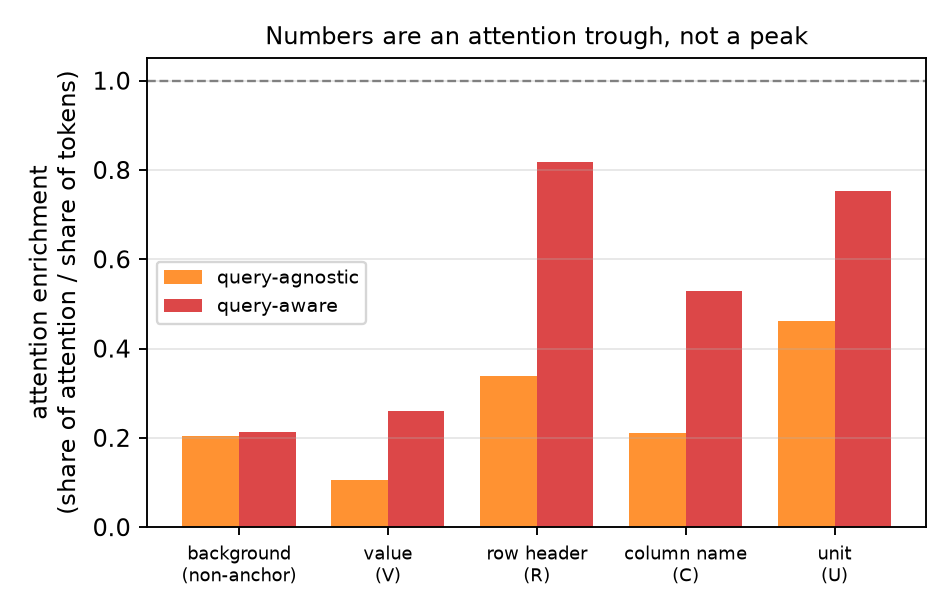 Numbers are an attention trough, not a peak
attention enrichment
(share of attention / share of tokens)
1.0
0.8
0.6
0.4
0.2
0.0
query-agnostic
query-aware
background
(non-anchor)
value
(V)
row header
(R)
column name
(C)
unit
(U)